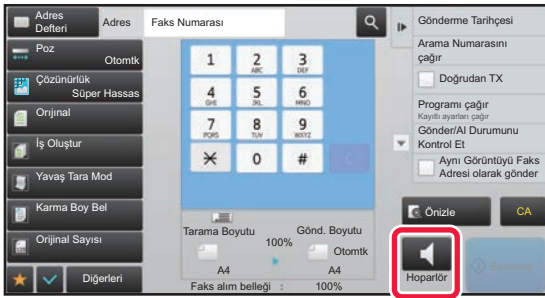 Adres
Defteri
Adres
Faks Numarası
Poz
Otomtk
Çözünürlük
Süper Hassas
Orıjınal
İş Oluştur
Yavaş Tara Mod
Karma Boy Bel
Orijinal Sayısı
Diğerleri
1
2
ABC
3
DEF
4
GHI
5
JKL
6
MNO
7
PQRS
8
TUV
9
WXYZ
0
#
Tarama Boyutu
100%
Gönd. Boyutu
Otomtk
A4
A4
Faks alım belleği : 100%
Gönderme Tarihçesi
Arama Numarasını
çağır
Doğrudan TX
Programı çağır
Kayıtlı ayarları çağır
Gönder/Al Durumunu
Kontrol Et
Aynı Görüntüyü Faks
Adresi olarak gönder
Önizle
CA
Hoparlör